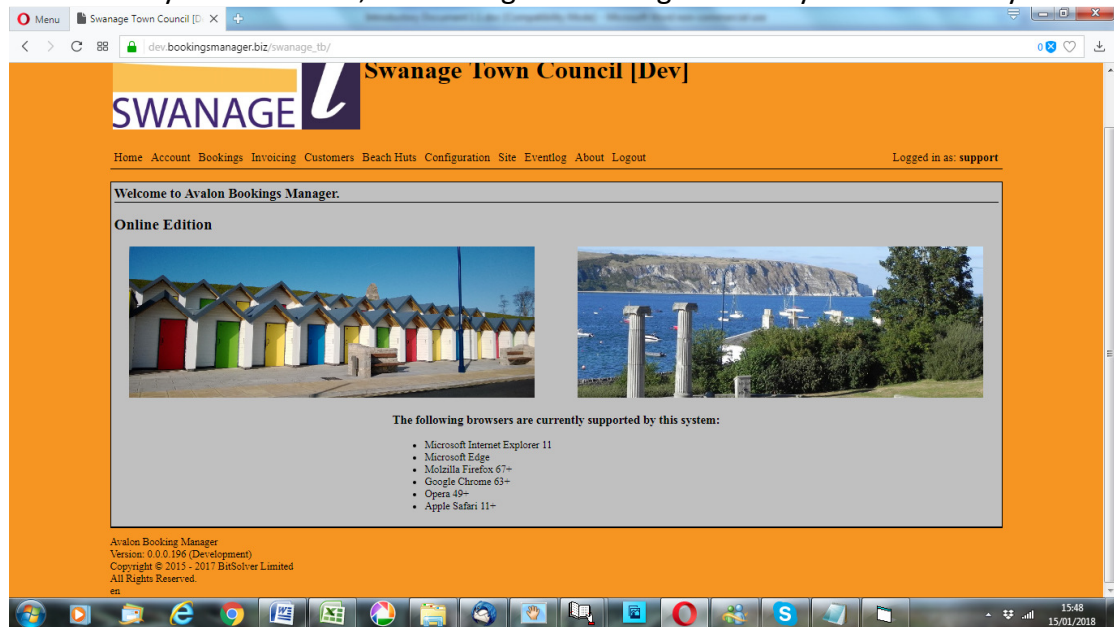 Menu
Swanage Town Council [D
dev.bookingsmanager.biz/swanage_tb/
0
Swanage Town Council [Dev]
SWANAGE i
Home Account Bookings Invoicing Customers Beach Huts Configuration Site Eventlog About Logout
Logged in as: support
Welcome to Avalon Bookings Manager.
Online Edition
The following browsers are currently supported by this system:
• Microsoft Internet Explorer 11
• Microsoft Edge
• Molzilla Firefox 67+
• Google Chrome 63+
• Opera 49+
• Apple Safari 11+
Avalon Booking Manager
Version: 0.0.0.196 (Development)
Copyright © 2015 - 2017 BitSolver Limited
All Rights Reserved.
en
15:48
15/01/2018